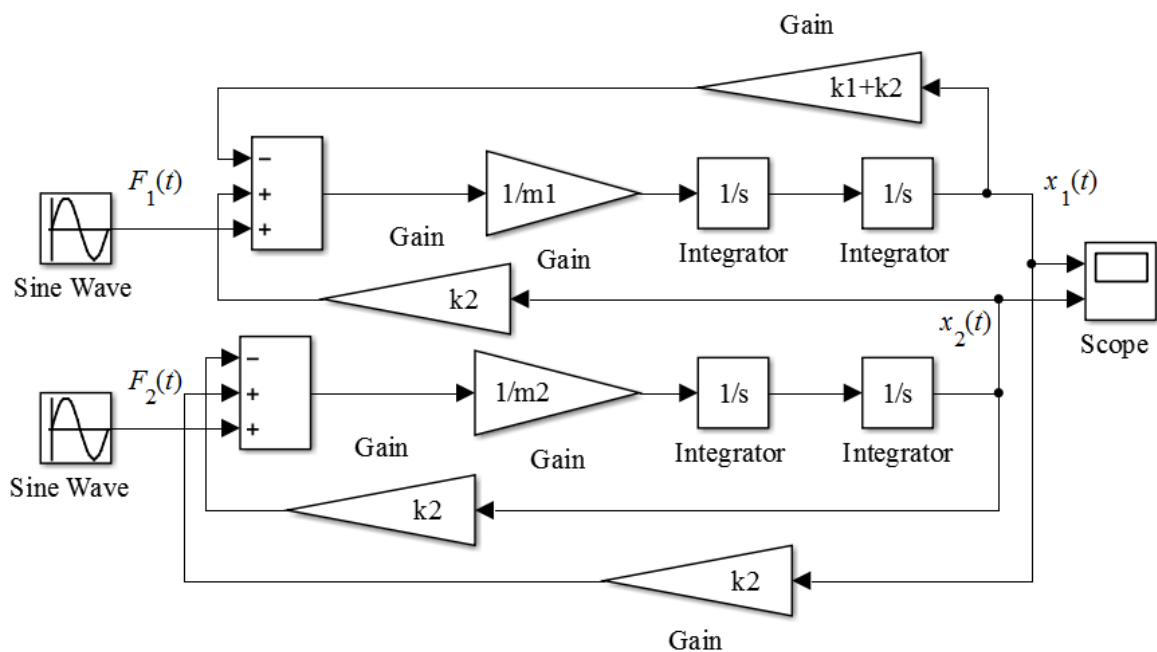 Gain
k1+k2
−
+
+
F1(t)
1/m1
1/s
1/s
x1(t)
Sine Wave
Gain
Gain
Integrator
Integrator
k2
x2(t)
Scope
−
+
+
F2(t)
1/m2
1/s
1/s
Sine Wave
Gain
Gain
Integrator
Integrator
k2
k2
Gain